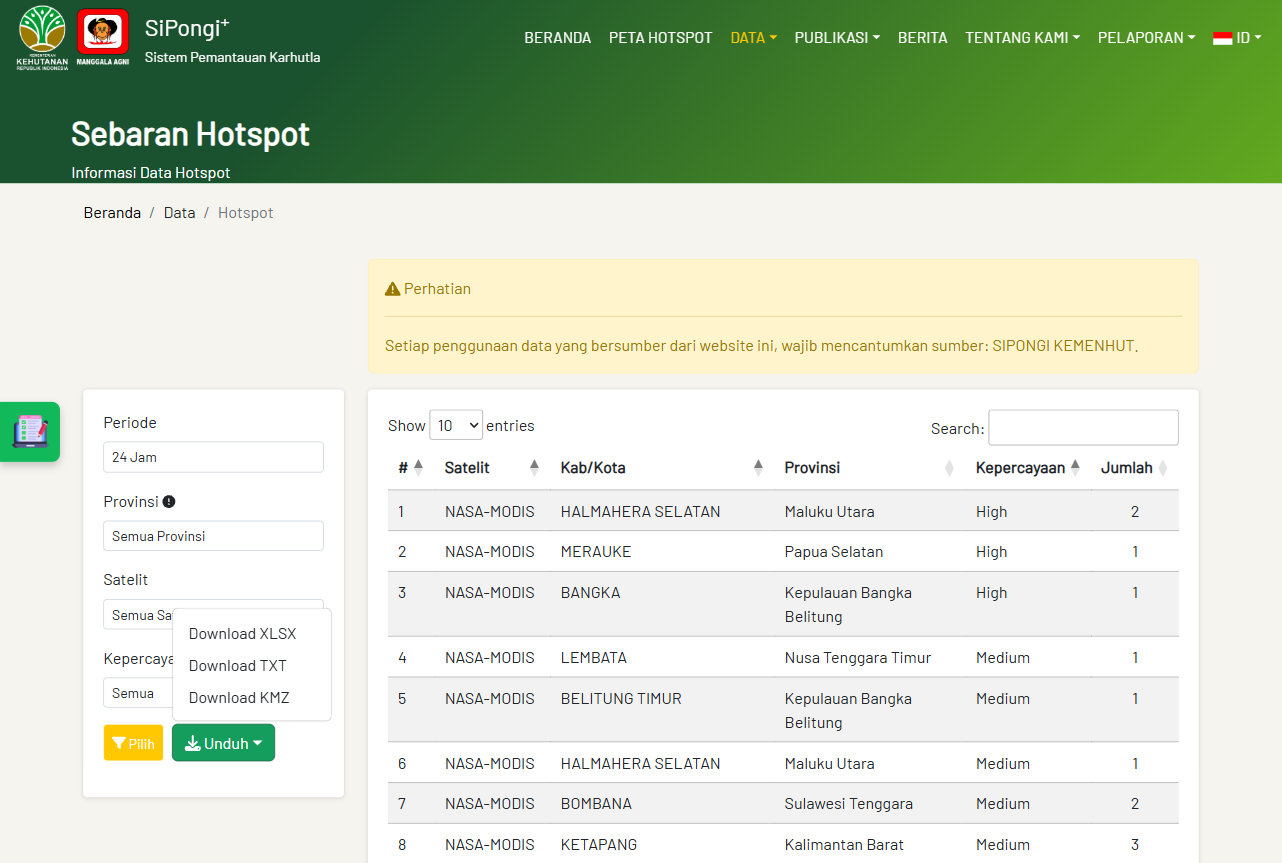 KEMENTERIAN
KEHUTANAN
REPUBLIK INDONESIA
MANGGALA AGNI
SiPongi+
Sistem Pemantauan Karhutla
BERANDA PETA HOTSPOT DATA PUBLIKASI BERITA TENTANG KAMI PELAPORAN ID
Sebaran Hotspot
Informasi Data Hotspot
Beranda / Data / Hotspot
Perhatian
Setiap penggunaan data yang bersumber dari website ini, wajib mencantumkan sumber: SIPONGI KEMENHUT.
Periode
24 Jam
Provinsi
Semua Provinsi
Satelit
Semua Sa
Kepercaya
Semua
Download XLSX
Download TXT
Download KMZ
Pilih
Unduh
Show 10 entries
Search:
# Satelit Kab/Kota Provinsi Kepercayaan Jumlah
1 NASA-MODIS HALMAHERA SELATAN Maluku Utara High 2
2 NASA-MODIS MERAUKE Papua Selatan High 1
3 NASA-MODIS BANGKA Kepulauan Bangka High 1
Belitung
4 NASA-MODIS LEMBATA Nusa Tenggara Timur Medium 1
5 NASA-MODIS BELITUNG TIMUR Kepulauan Bangka Medium 1
Belitung
6 NASA-MODIS HALMAHERA SELATAN Maluku Utara Medium 1
7 NASA-MODIS BOMBANA Sulawesi Tenggara Medium 2
8 NASA-MODIS KETAPANG Kalimantan Barat Medium 3